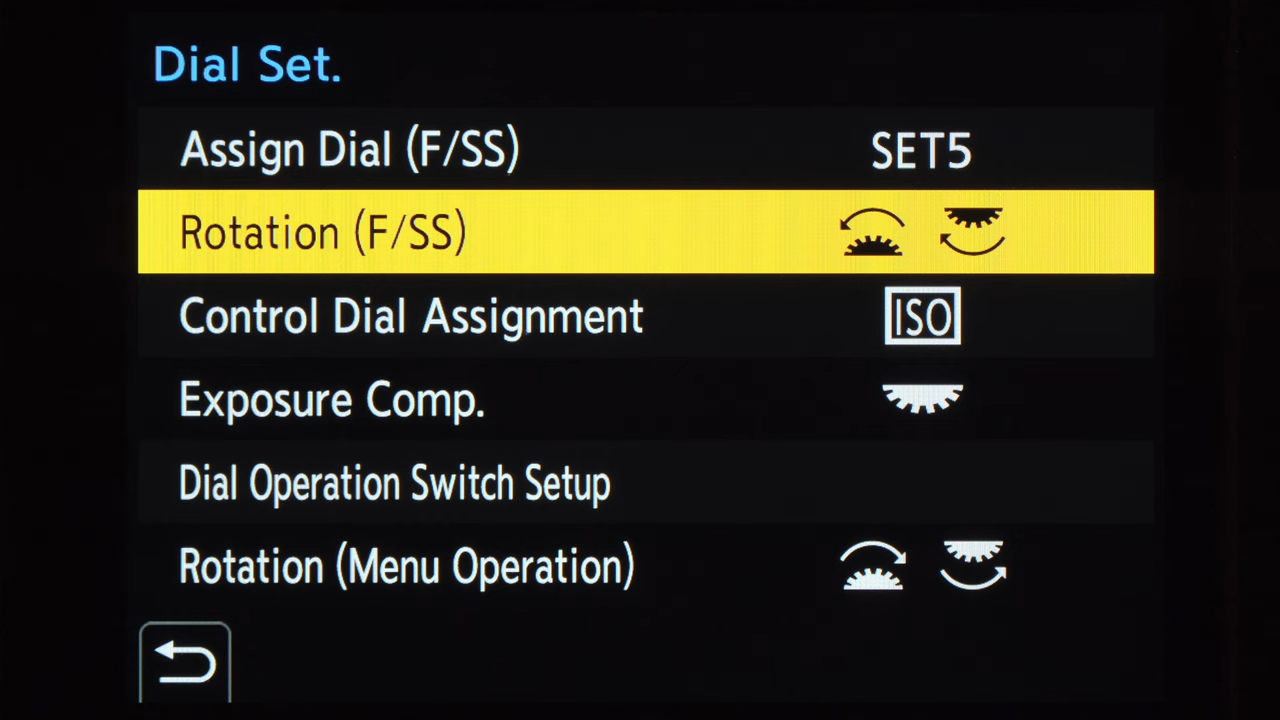 Dial Set.
Assign Dial (F/SS) SET5
Rotation (F/SS)
Control Dial Assignment ISO
Exposure Comp.
Dial Operation Switch Setup
Rotation (Menu Operation)